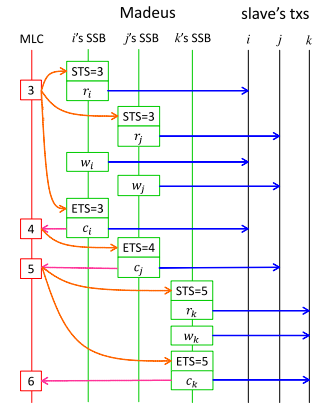 Madeus slave's txs
MLC i's SSB j's SSB k's SSB i j k
STS=3
3 r_i
STS=3
r_j
w_i
w_j
ETS=3
4 c_i
ETS=4
5 c_j
STS=5
r_k
w_k
ETS=5
6 c_k